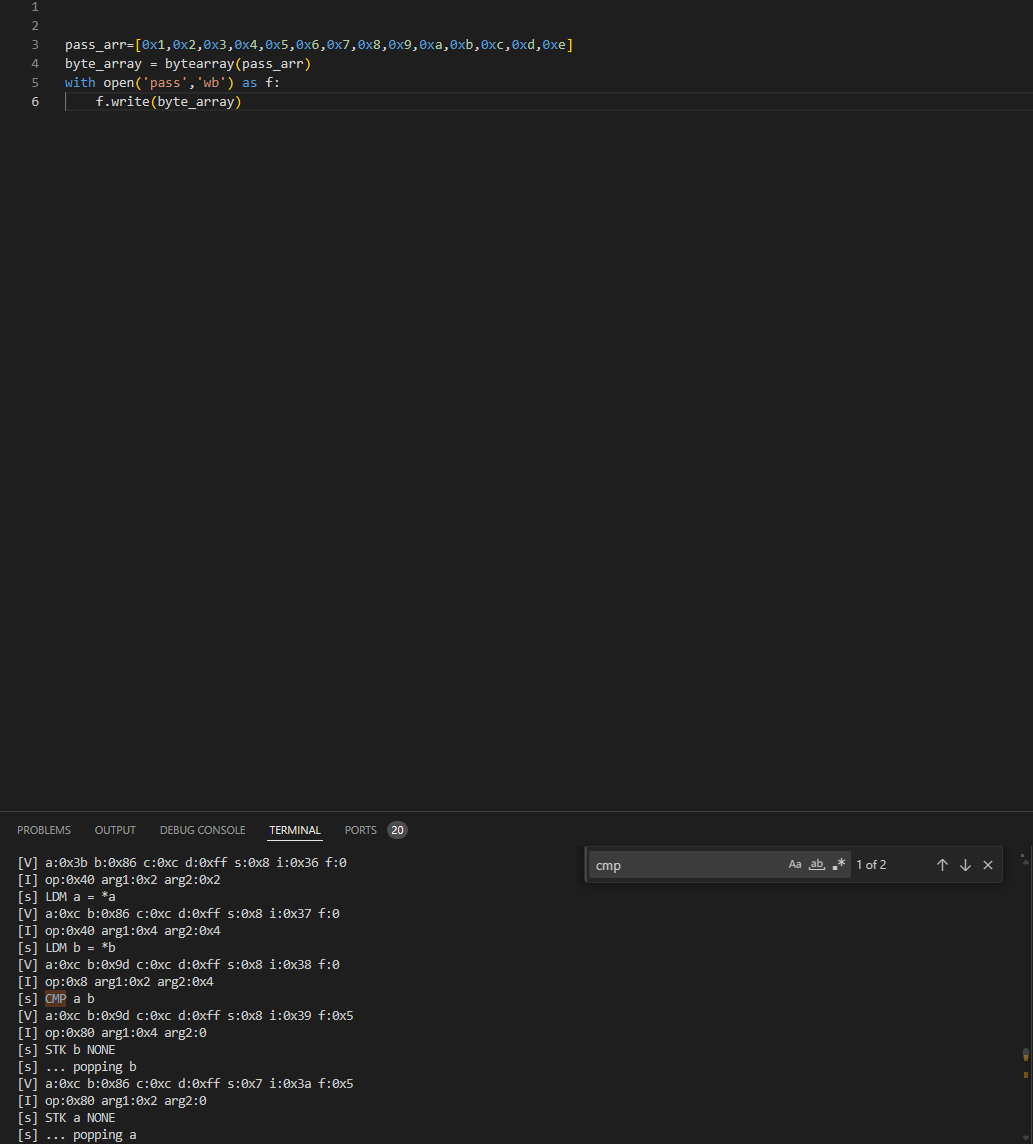 1
2
3 pass_arr=[0x1,0x2,0x3,0x4,0x5,0x6,0x7,0x8,0x9,0xa,0xb,0xc,0xd,0xe]
4 byte_array = bytearray(pass_arr)
5 with open('pass','wb') as f:
6 f.write(byte_array)
PROBLEMS OUTPUT DEBUG CONSOLE TERMINAL PORTS 20
cmp Aa ab .* 1 of 2
[V] a:0x3b b:0x86 c:0xc d:0xff s:0x8 i:0x36 f:0
[I] op:0x40 arg1:0x2 arg2:0x2
[s] LDM a = *a
[V] a:0xc b:0x86 c:0xc d:0xff s:0x8 i:0x37 f:0
[I] op:0x40 arg1:0x4 arg2:0x4
[s] LDM b = *b
[V] a:0xc b:0x9d c:0xc d:0xff s:0x8 i:0x38 f:0
[I] op:0x8 arg1:0x2 arg2:0x4
[s] CMP a b
[V] a:0xc b:0x9d c:0xc d:0xff s:0x8 i:0x39 f:0x5
[I] op:0x80 arg1:0x4 arg2:0
[s] STK b NONE
[s] ... popping b
[V] a:0xc b:0x86 c:0xc d:0xff s:0x7 i:0x3a f:0x5
[I] op:0x80 arg1:0x2 arg2:0
[s] STK a NONE
[s] ... popping a